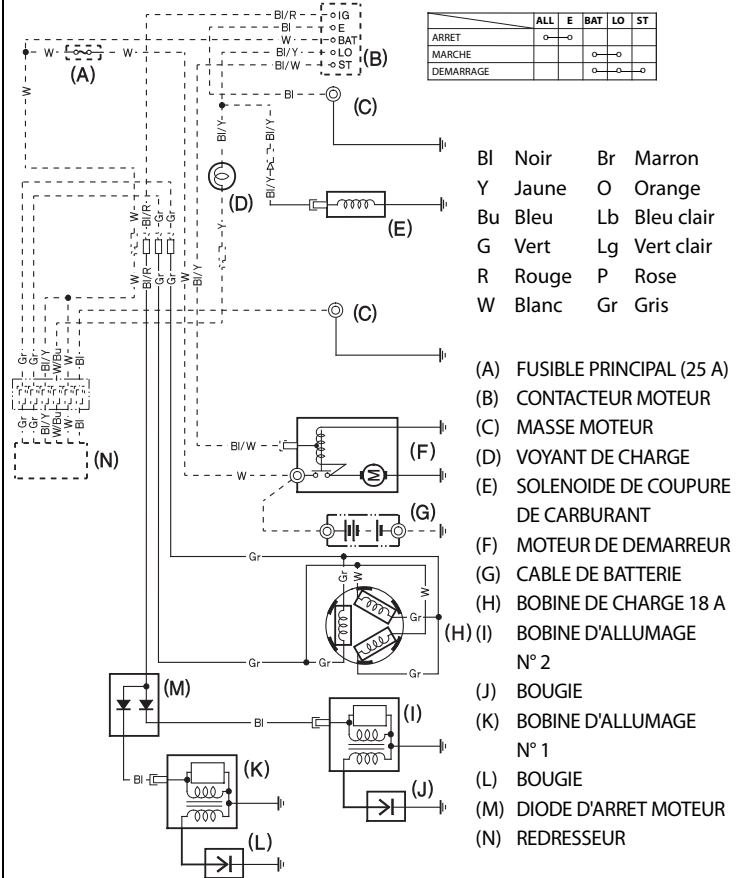 Bl/R IG
Bl E
W BAT
Bl/Y LO
Bl/W ST
(B)
W W
(A)
ALL E BAT LO ST
ARRET
MARCHE
DEMARRAGE
W
Bl (C)
Bl/Y Bl/Y
Bl/Y
(D)
(E)
Y
W Bl/R Gr
Bl/R Gr Gr
W Bl/Y
W
(C)
Gr Gr Bl/Y W/Bu W Bl
Gr Gr Bl/Y W/Bu W Bl
(N)
Bl/W
W
M
(F)
(G)
Gr
Gr W
W
Gr
(H)
Gr Gr Gr
(M)
Bl
(I)
Bl
(K)
(J)
(L)
Bl Noir Br Marron
Y Jaune O Orange
Bu Bleu Lb Bleu clair
G Vert Lg Vert clair
R Rouge P Rose
W Blanc Gr Gris
(A) FUSIBLE PRINCIPAL (25 A)
(B) CONTACTEUR MOTEUR
(C) MASSE MOTEUR
(D) VOYANT DE CHARGE
(E) SOLENOIDE DE COUPURE
DE CARBURANT
(F) MOTEUR DE DEMARREUR
(G) CABLE DE BATTERIE
(H) BOBINE DE CHARGE 18 A
(I) BOBINE D'ALLUMAGE
N° 2
(J) BOUGIE
(K) BOBINE D'ALLUMAGE
N° 1
(L) BOUGIE
(M) DIODE D'ARRET MOTEUR
(N) REDRESSEUR